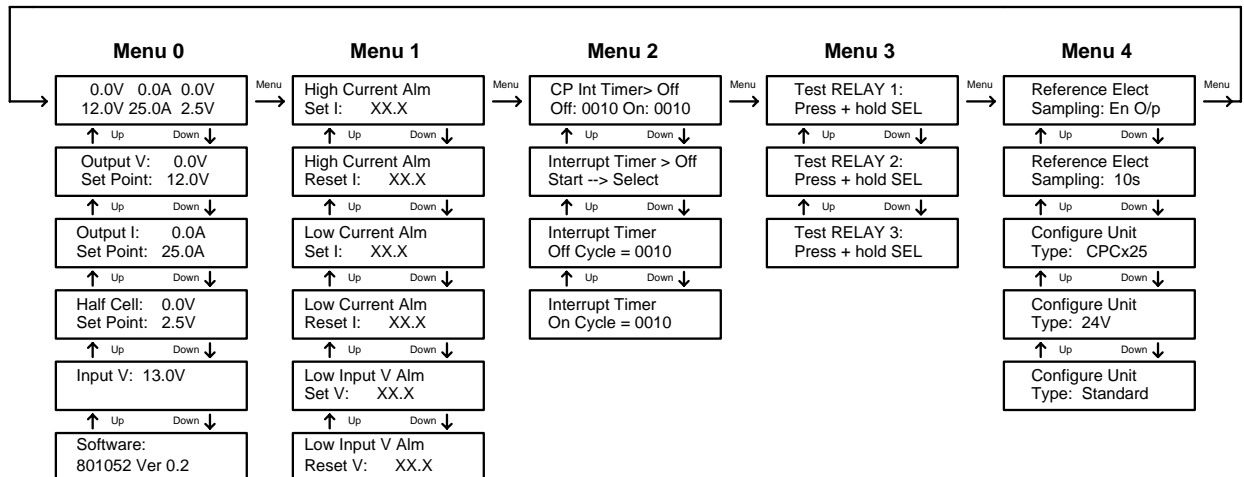 Menu 0
0.0V 0.0A 0.0V
12.0V 25.0A 2.5V
Up Down
Output V: 0.0V
Set Point: 12.0V
Up Down
Output I: 0.0A
Set Point: 25.0A
Up Down
Half Cell: 0.0V
Set Point: 2.5V
Up Down
Input V: 13.0V
Up Down
Software:
801052 Ver 0.2
Menu
Menu 1
High Current Alm
Set I: XX.X
Up Down
High Current Alm
Reset I: XX.X
Up Down
Low Current Alm
Set I: XX.X
Up Down
Low Current Alm
Reset I: XX.X
Up Down
Low Input V Alm
Set V: XX.X
Up Down
Low Input V Alm
Reset V: XX.X
Menu
Menu 2
CP Int Timer> Off
Off: 0010 On: 0010
Up Down
Interrupt Timer > Off
Start --> Select
Up Down
Interrupt Timer
Off Cycle = 0010
Up Down
Interrupt Timer
On Cycle = 0010
Menu
Menu 3
Test RELAY 1:
Press + hold SEL
Up Down
Test RELAY 2:
Press + hold SEL
Up Down
Test RELAY 3:
Press + hold SEL
Menu
Menu 4
Reference Elect
Sampling: En O/p
Up Down
Reference Elect
Sampling: 10s
Up Down
Configure Unit
Type: CPCx25
Up Down
Configure Unit
Type: 24V
Up Down
Configure Unit
Type: Standard
Menu